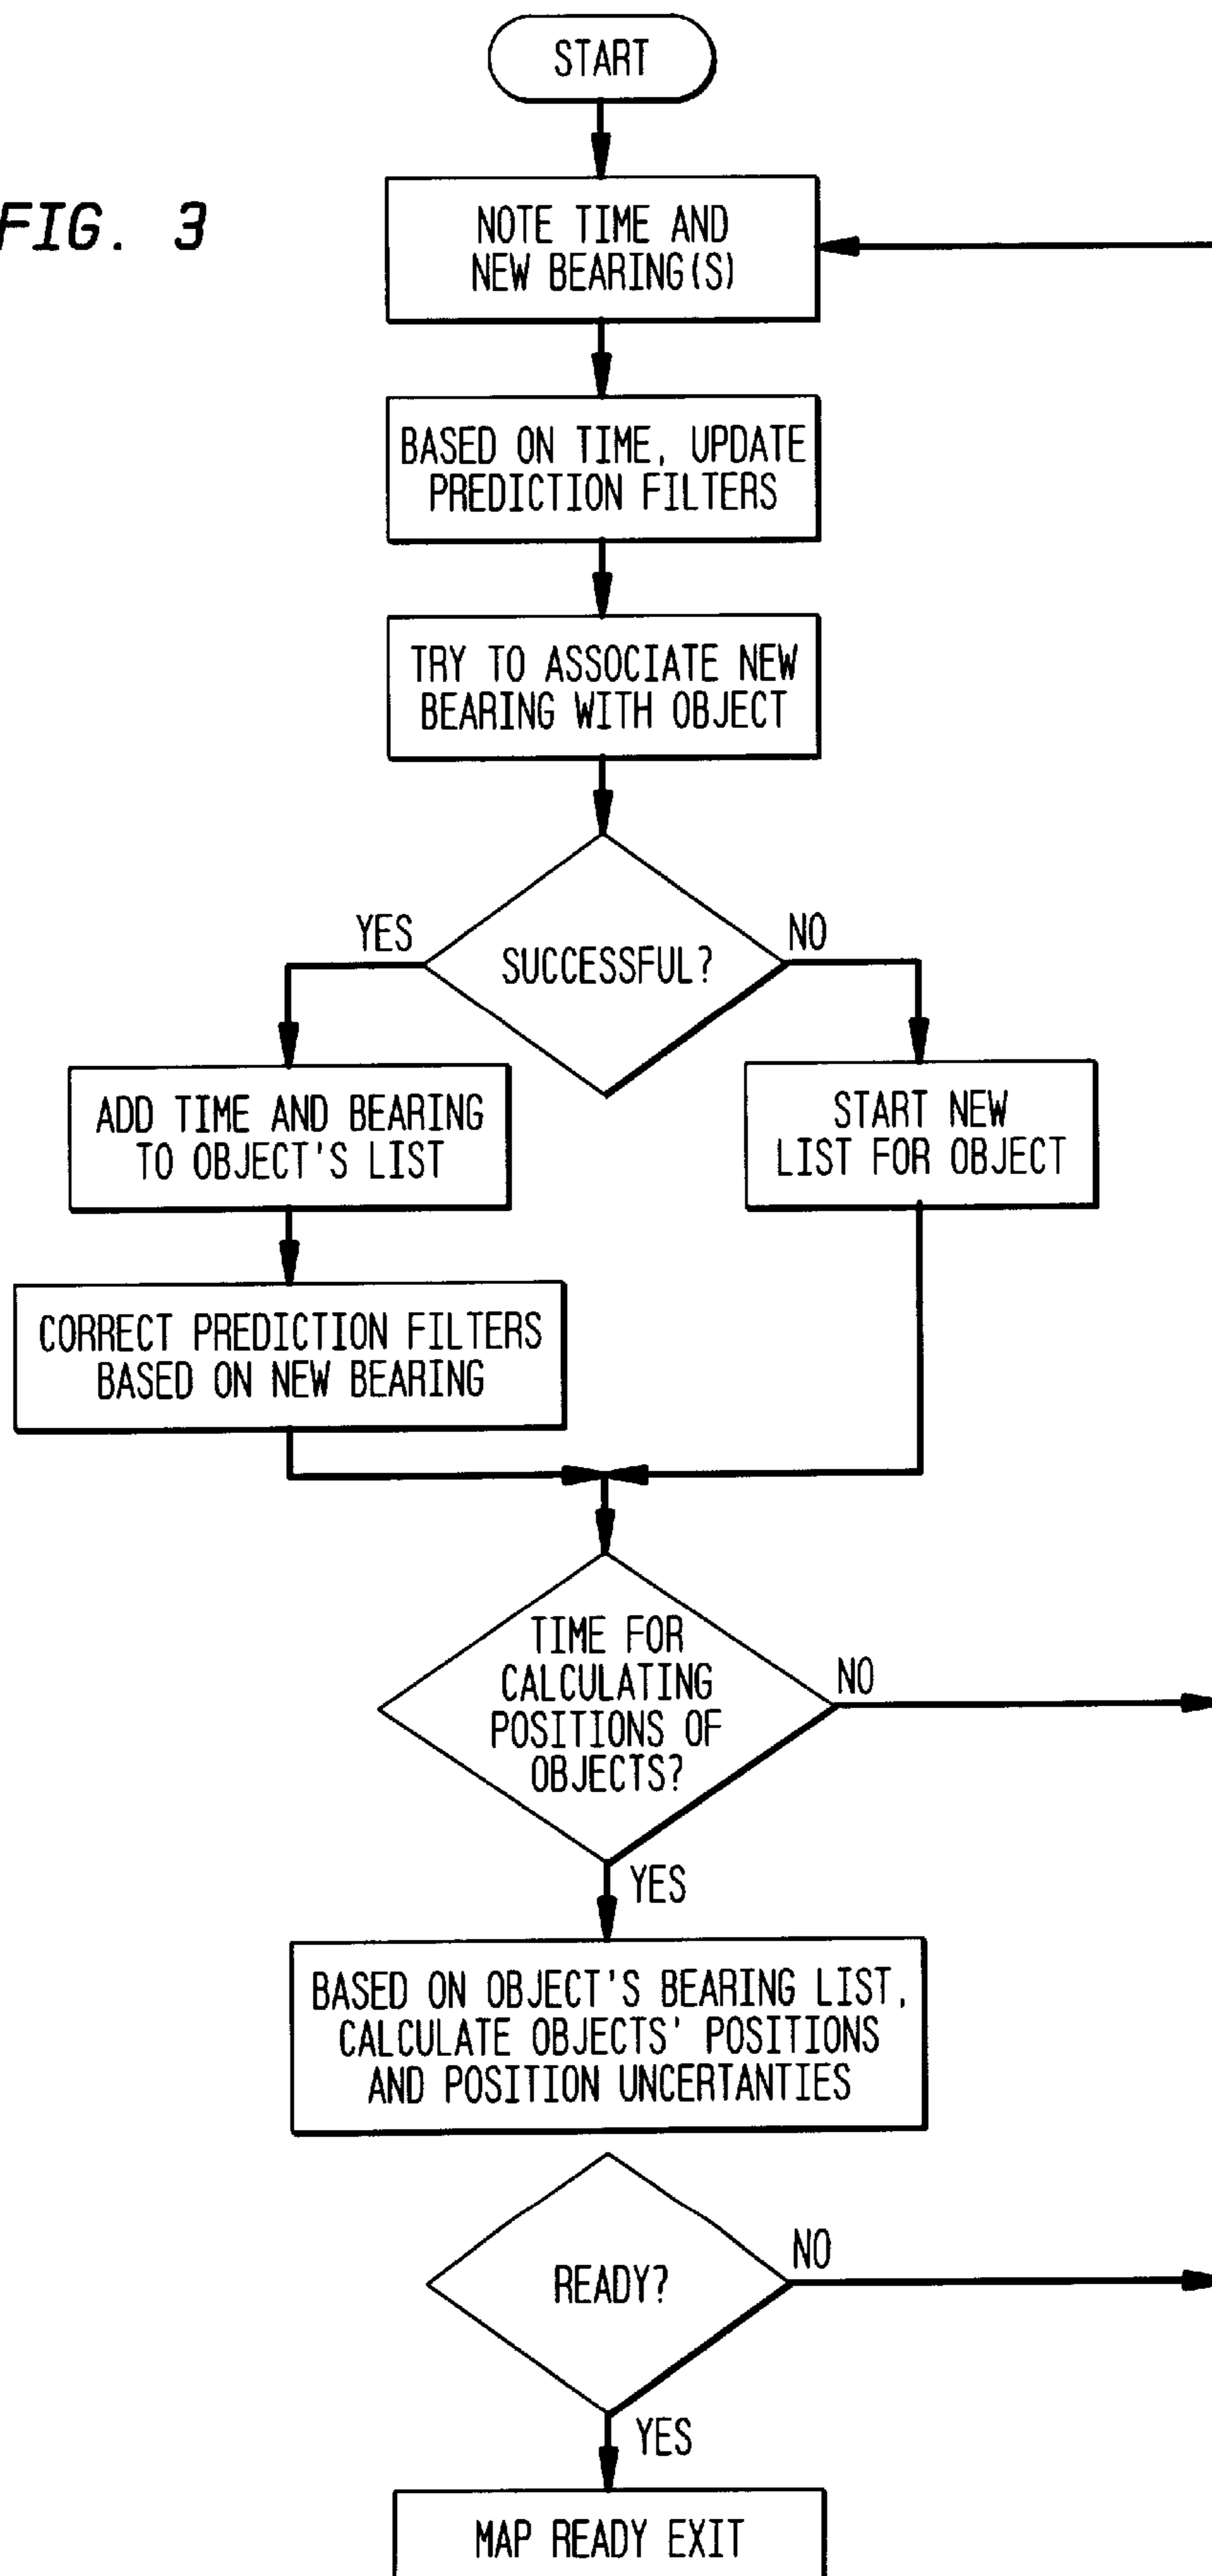 START
FIG. 3
NOTE TIME AND
NEW BEARING(S)
BASED ON TIME, UPDATE
PREDICTION FILTERS
TRY TO ASSOCIATE NEW
BEARING WITH OBJECT
YES
NO
SUCCESSFUL?
ADD TIME AND BEARING
TO OBJECT'S LIST
START NEW
LIST FOR OBJECT
CORRECT PREDICTION FILTERS
BASED ON NEW BEARING
TIME FOR
CALCULATING
POSITIONS OF
OBJECTS?
NO
YES
BASED ON OBJECT'S BEARING LIST,
CALCULATE OBJECTS' POSITIONS
AND POSITION UNCERTANTIES
READY?
NO
YES
MAP READY EXIT